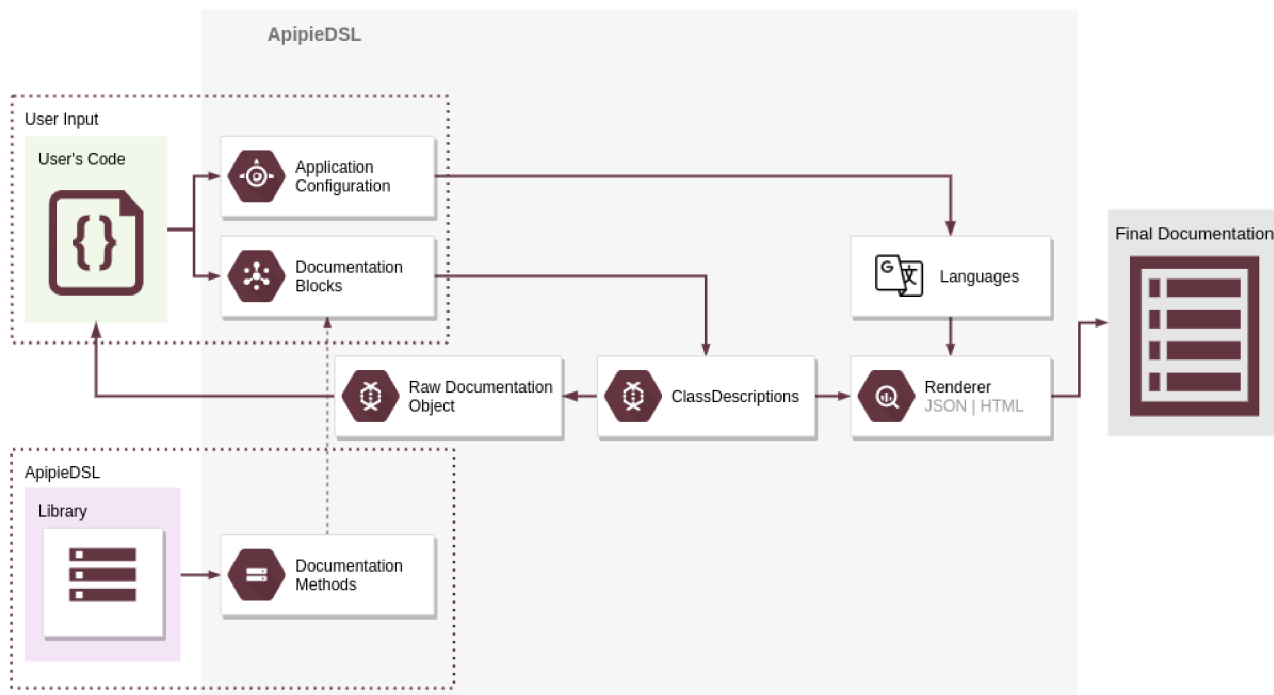 ApipieDSL
User Input
User's Code
Application
Configuration
Documentation
Blocks
G 文
Languages
Final Documentation
Raw Documentation
Object
ClassDescriptions
Renderer
JSON | HTML
ApipieDSL
Library
Documentation
Methods